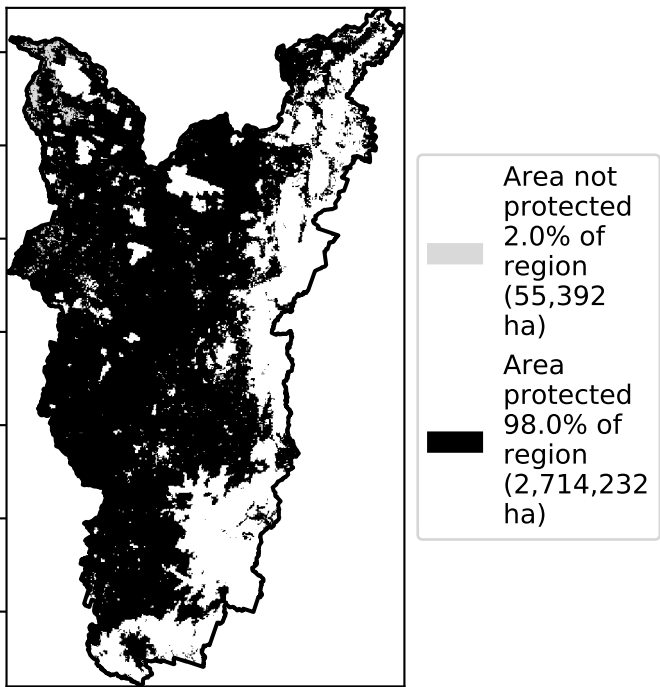 Area not
protected
2.0% of
region
(55,392
ha)
Area
protected
98.0% of
region
(2,714,232
ha)